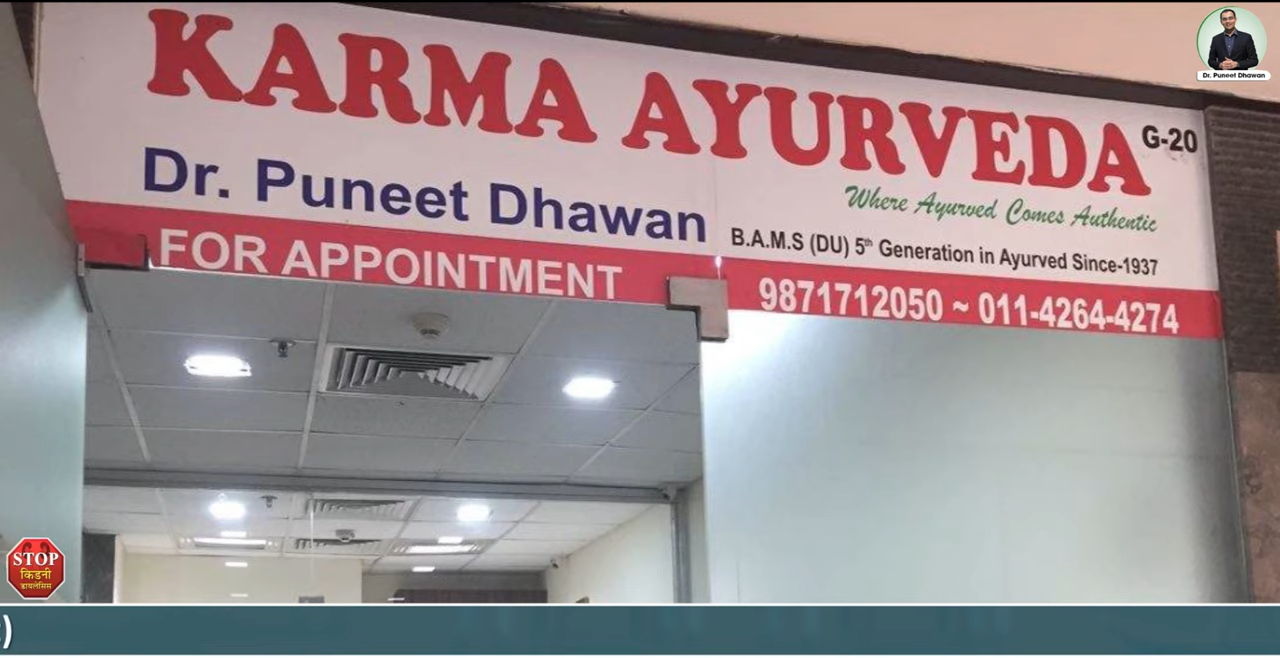 KARMA AYURVEDA G-20
Where Ayurved Comes Authentic
Dr. Puneet Dhawan
B.A.M.S (DU) 5th Generation in Ayurved Since-1937
FOR APPOINTMENT
9871712050 ~ 011-4264-4274
Dr. Puneet Dhawan
STOP
किडनी
डायलेसिस
)